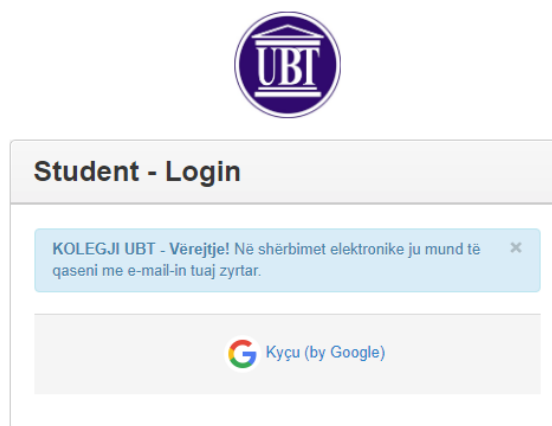 UBT
Student - Login
KOLEGJI UBT - Vërejtje! Në shërbimet elektronike ju mund të
qaseni me e-mail-in tuaj zyrtar.
×
Kyçu (by Google)